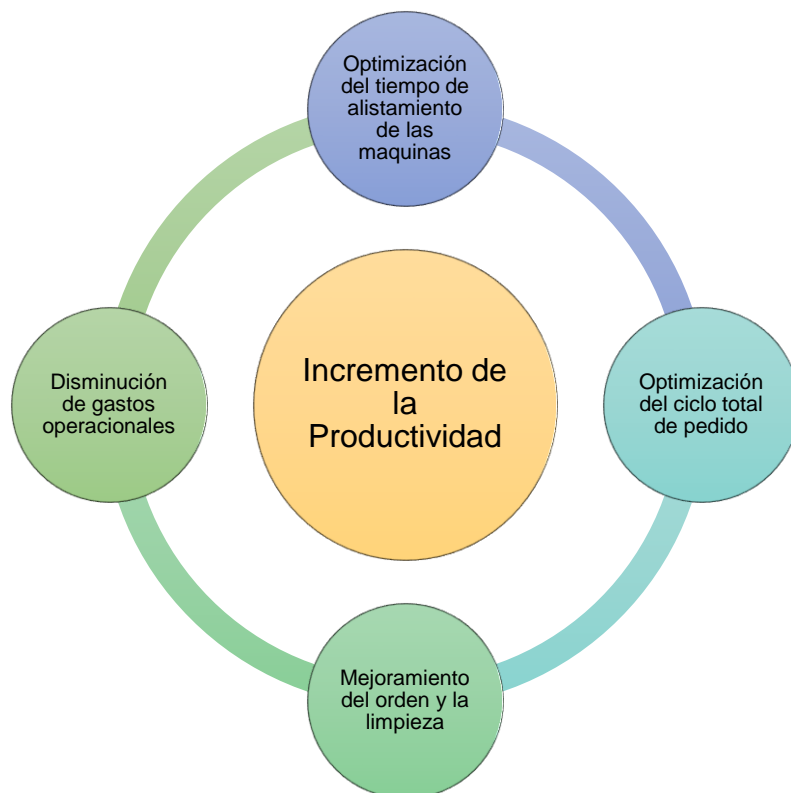 Optimización
del tiempo de
alistamiento
de las
maquinas
Disminución
de gastos
operacionales
Incremento de
la
Productividad
Optimización
del ciclo total
de pedido
Mejoramiento
del orden y la
limpieza